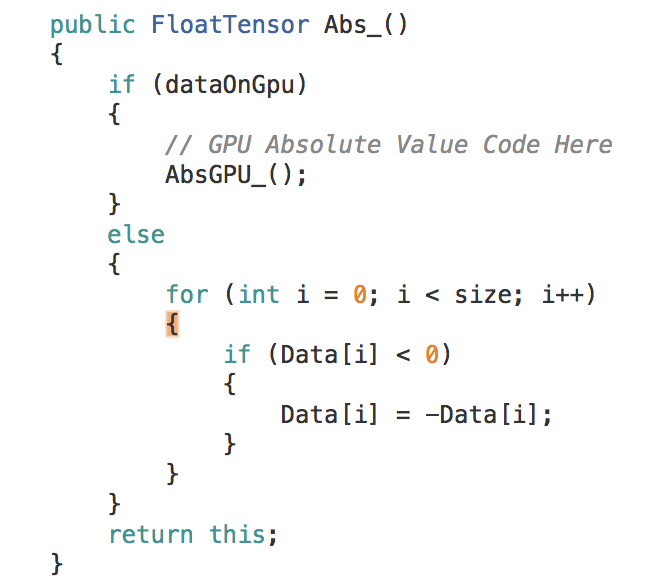 public FloatTensor Abs_()
{
    if (dataOnGpu)
    {
        // GPU Absolute Value Code Here
        AbsGPU_();
    }
    else
    {
        for (int i = 0; i < size; i++)
        {
            if (Data[i] < 0)
            {
                Data[i] = -Data[i];
            }
        }
    }
    return this;
}